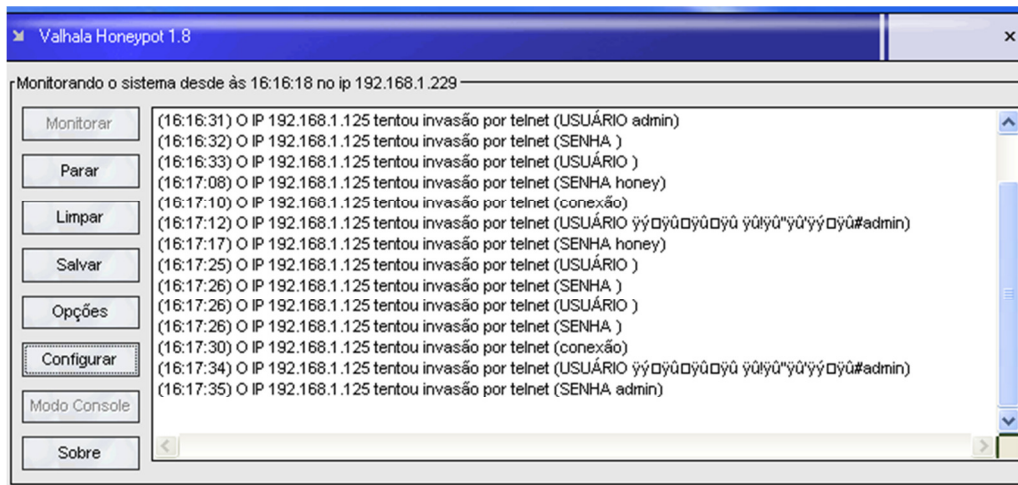 Valhala Honeypot 1.8
Monitorando o sistema desde às 16:16:18 no ip 192.168.1.229
Monitorar
Parar
Limpar
Salvar
Opções
Configurar
Modo Console
Sobre
(16:16:31) O IP 192.168.1.125 tentou invasão por telnet (USUÁRIO admin)
(16:16:32) O IP 192.168.1.125 tentou invasão por telnet (SENHA )
(16:16:33) O IP 192.168.1.125 tentou invasão por telnet (USUÁRIO )
(16:17:08) O IP 192.168.1.125 tentou invasão por telnet (SENHA honey)
(16:17:10) O IP 192.168.1.125 tentou invasão por telnet (conexão)
(16:17:12) O IP 192.168.1.125 tentou invasão por telnet (USUÁRIO ÿý□ÿû□ÿû□ÿû ÿû!ÿû"ÿû'ÿý□ÿû#admin)
(16:17:17) O IP 192.168.1.125 tentou invasão por telnet (SENHA honey)
(16:17:25) O IP 192.168.1.125 tentou invasão por telnet (USUÁRIO )
(16:17:26) O IP 192.168.1.125 tentou invasão por telnet (SENHA )
(16:17:26) O IP 192.168.1.125 tentou invasão por telnet (USUÁRIO )
(16:17:26) O IP 192.168.1.125 tentou invasão por telnet (SENHA )
(16:17:30) O IP 192.168.1.125 tentou invasão por telnet (conexão)
(16:17:34) O IP 192.168.1.125 tentou invasão por telnet (USUÁRIO ÿý□ÿû□ÿû□ÿû ÿû!ÿû"ÿû'ÿý□ÿû#admin)
(16:17:35) O IP 192.168.1.125 tentou invasão por telnet (SENHA admin)